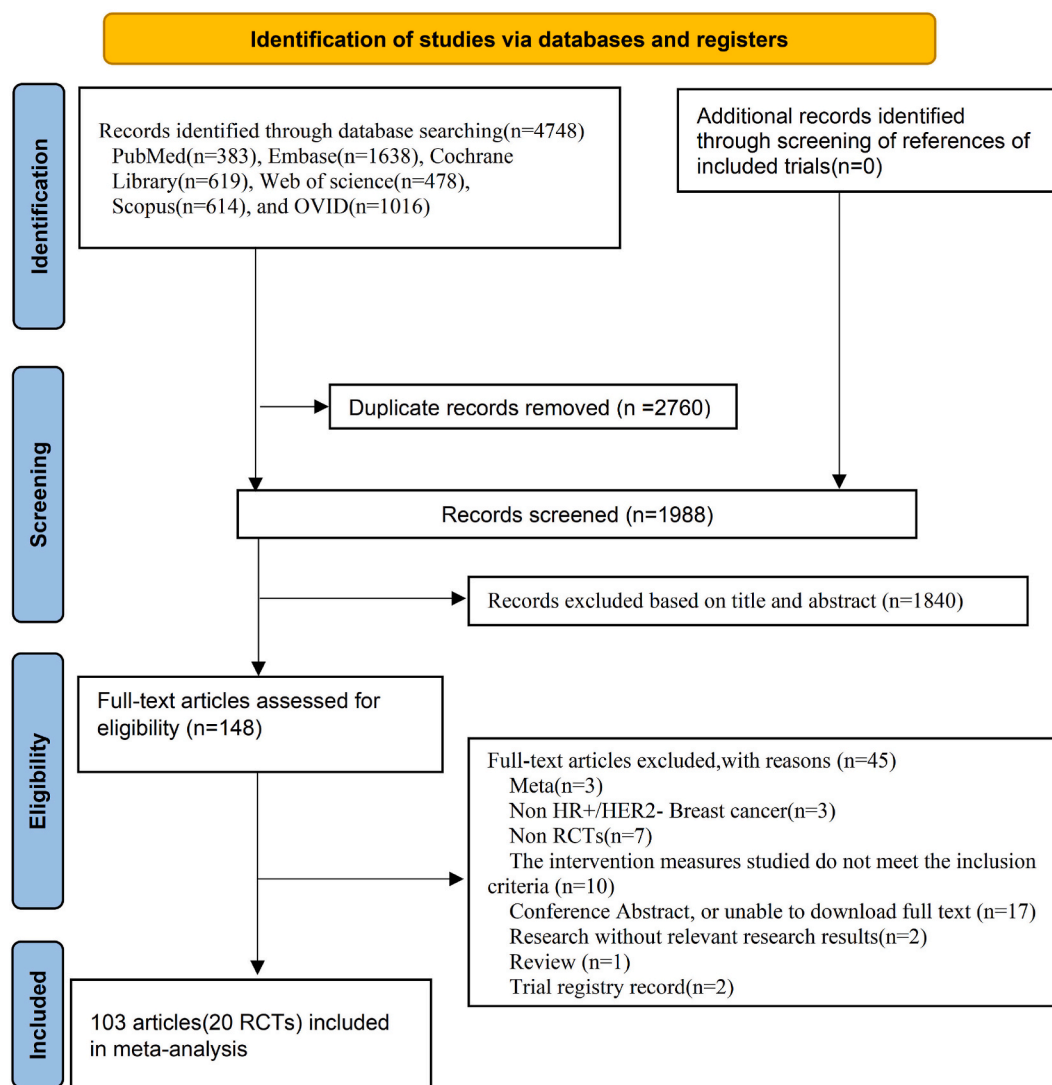 Identification of studies via databases and registers
Identification
Records identified through database searching(n=4748)
PubMed(n=383), Embase(n=1638), Cochrane
Library(n=619), Web of science(n=478),
Scopus(n=614), and OVID(n=1016)
Additional records identified
through screening of references of
included trials(n=0)
Screening
Duplicate records removed (n =2760)
Records screened (n=1988)
Records excluded based on title and abstract (n=1840)
Eligibility
Full-text articles assessed for
eligibility (n=148)
Full-text articles excluded,with reasons (n=45)
Meta(n=3)
Non HR+/HER2- Breast cancer(n=3)
Non RCTs(n=7)
The intervention measures studied do not meet the inclusion
criteria (n=10)
Conference Abstract, or unable to download full text (n=17)
Research without relevant research results(n=2)
Review (n=1)
Trial registry record(n=2)
Included
103 articles(20 RCTs) included
in meta-analysis